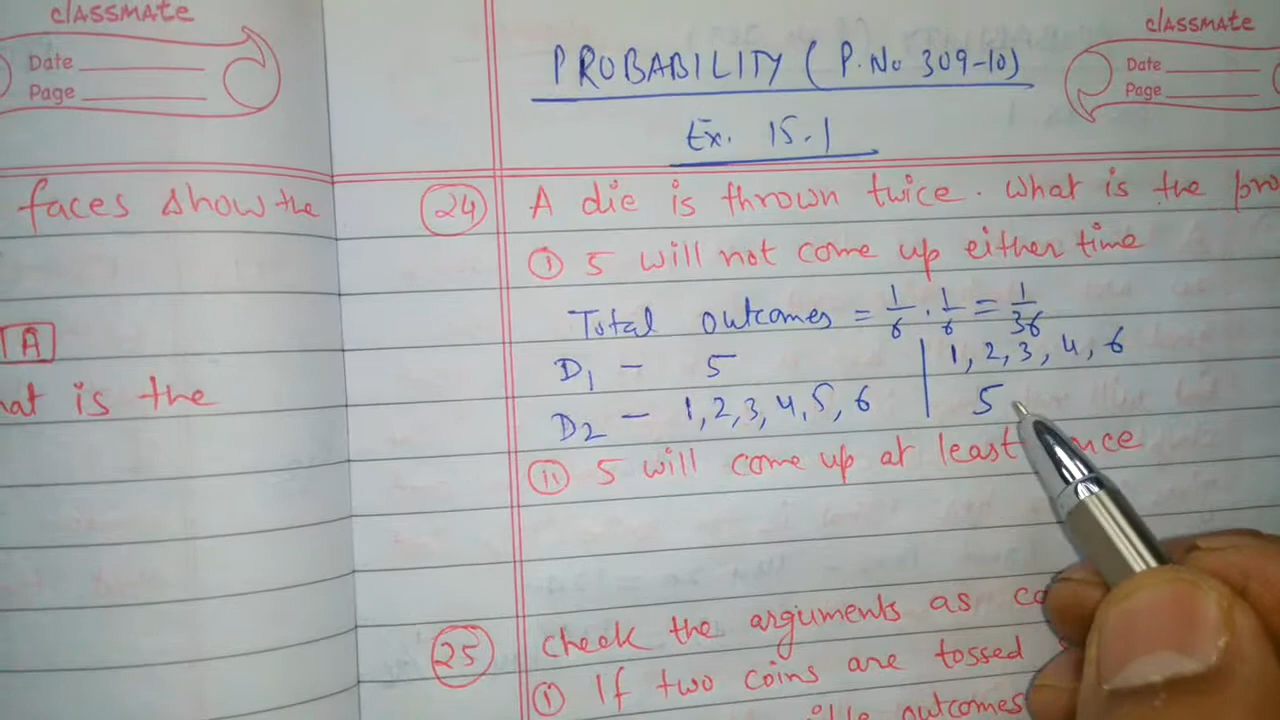 classmate
Date
Page
faces show the
A
hat is the
classmate
Date
Page
PROBABILITY (P.No 309-10)
Ex. 15.1
24 A die is thrown twice. What is the pro
i 5 will not come up either time
Total outcomes = 1/6 . 1/6 = 1/36
D1 - 5 | 1, 2, 3, 4, 6
D2 - 1, 2, 3, 4, 5, 6 | 5
ii 5 will come up at least
25 check the arguments as co
i If two coins are tossed
outcomes